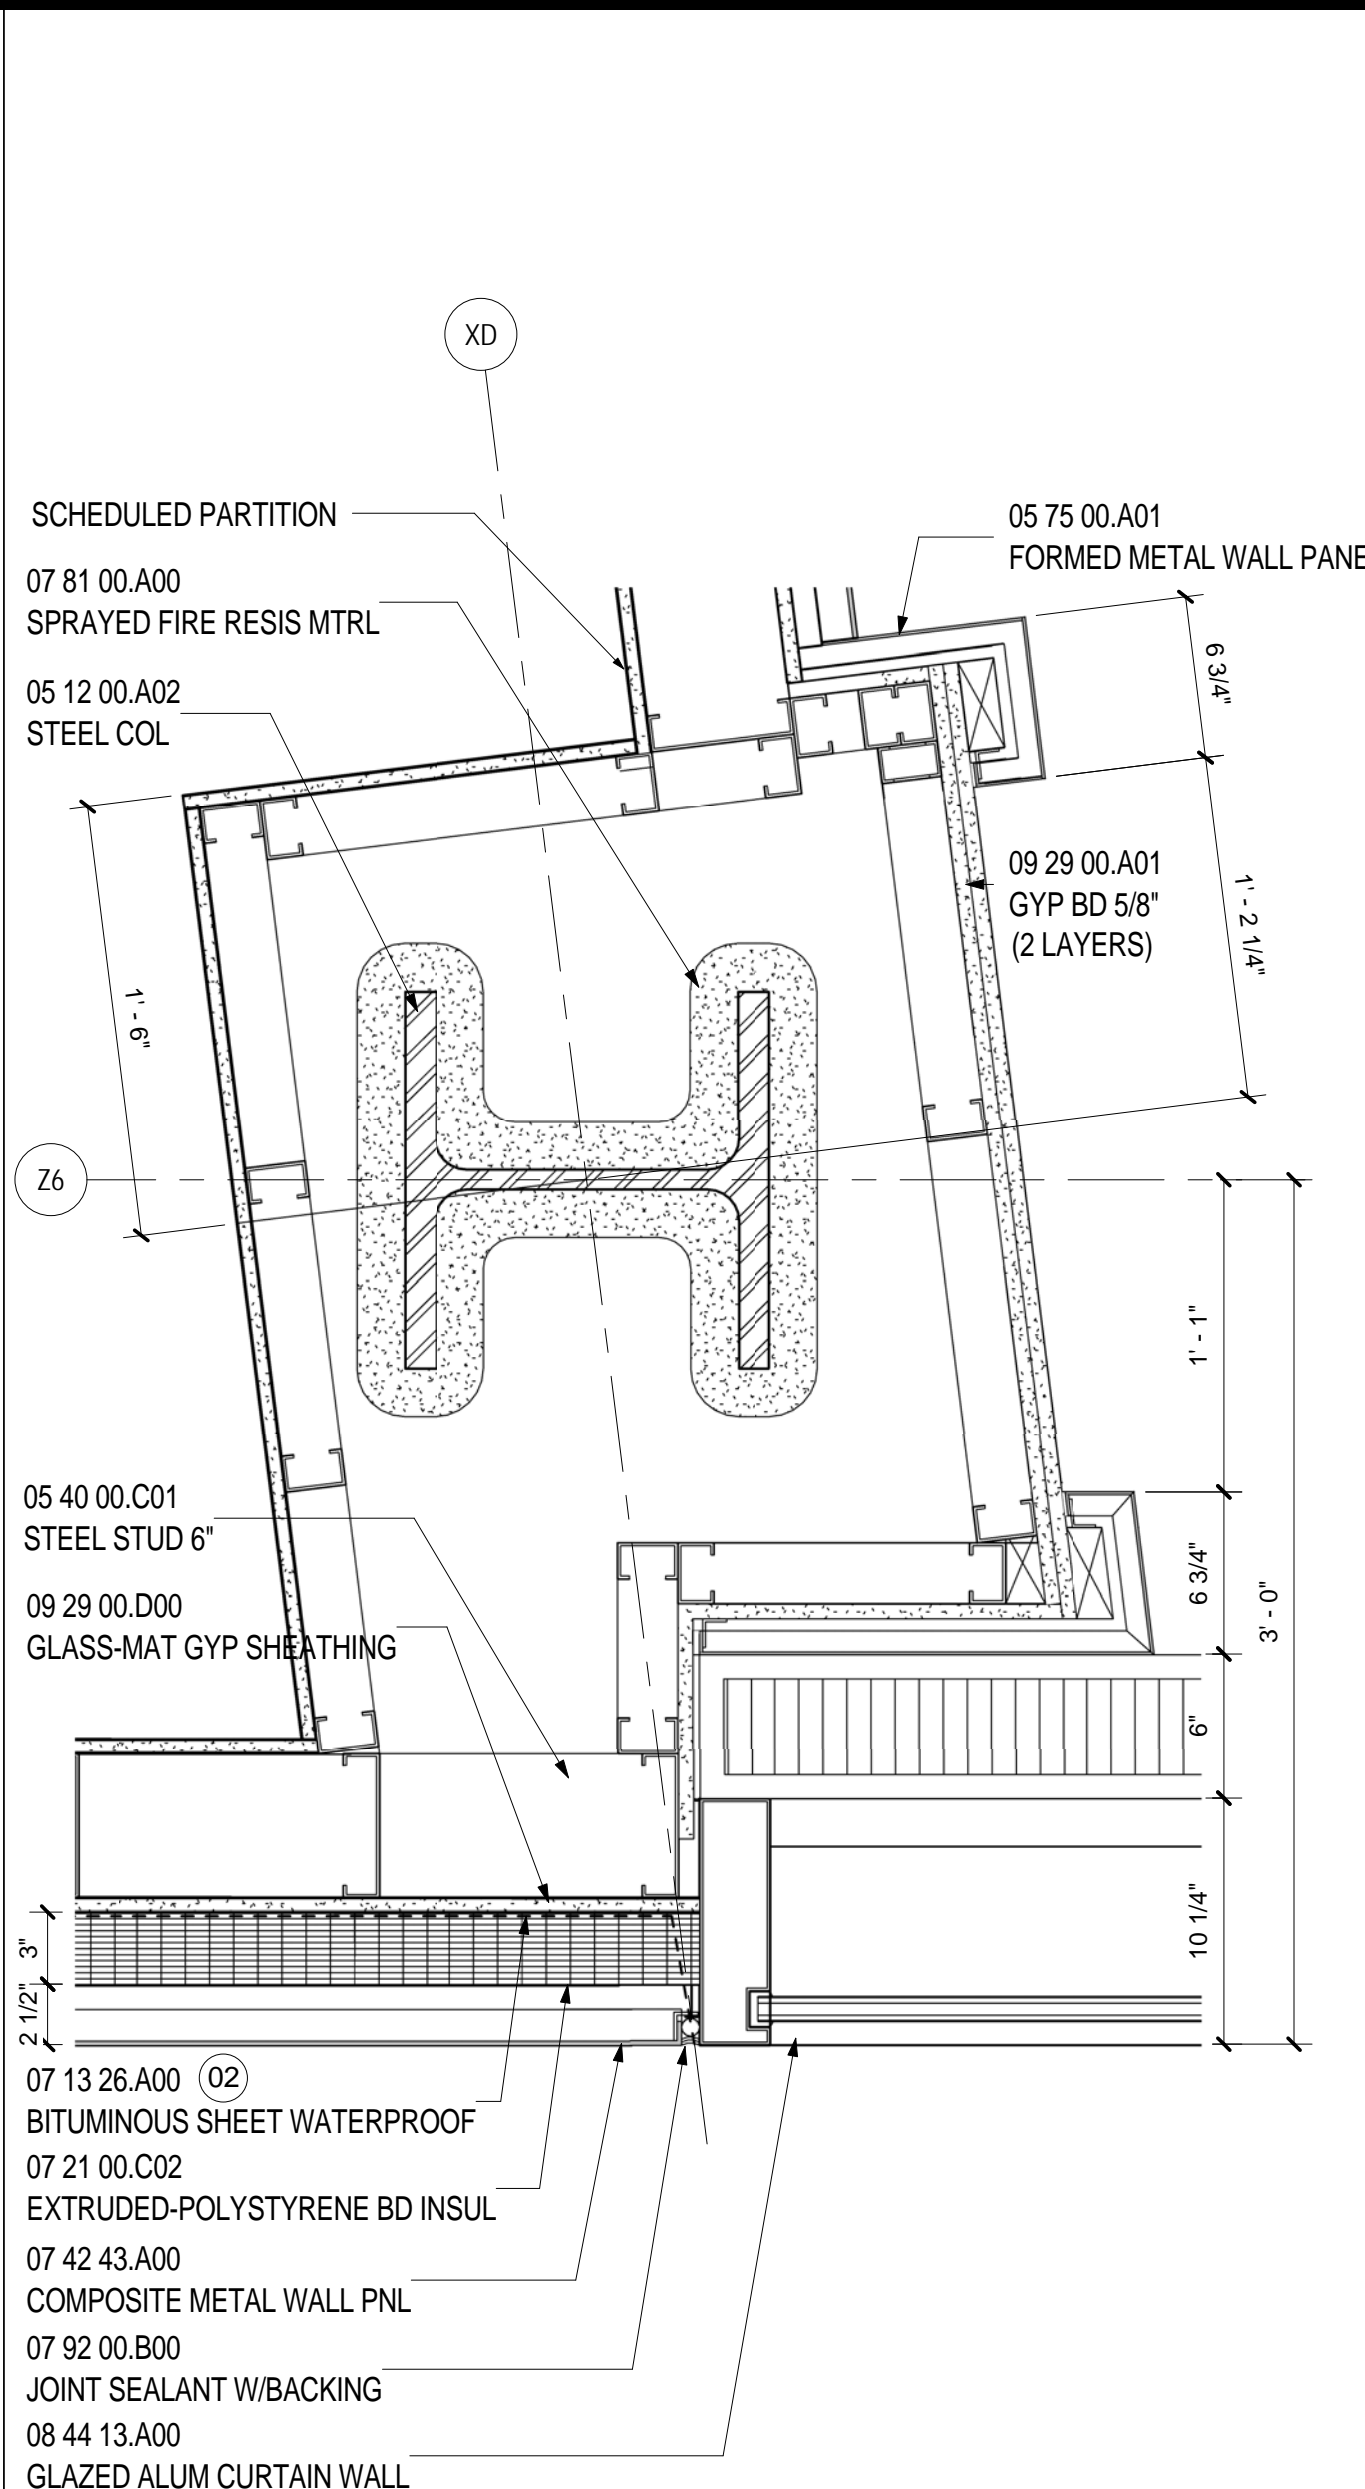 XD
SCHEDULED PARTITION
07 81 00.A00
SPRAYED FIRE RESIS MTRL
05 12 00.A02
STEEL COL
05 75 00.A01
FORMED METAL WALL PANE
6 3/4"
09 29 00.A01
GYP BD 5/8"
(2 LAYERS)
1' - 2 1/4"
1' - 6"
Z6
1' - 1"
05 40 00.C01
STEEL STUD 6"
09 29 00.D00
GLASS-MAT GYP SHEATHING
6 3/4"
3' - 0"
6"
10 1/4"
3"
2 1/2"
07 13 26.A00 02
BITUMINOUS SHEET WATERPROOF
07 21 00.C02
EXTRUDED-POLYSTYRENE BD INSUL
07 42 43.A00
COMPOSITE METAL WALL PNL
07 92 00.B00
JOINT SEALANT W/BACKING
08 44 13.A00
GLAZED ALUM CURTAIN WALL